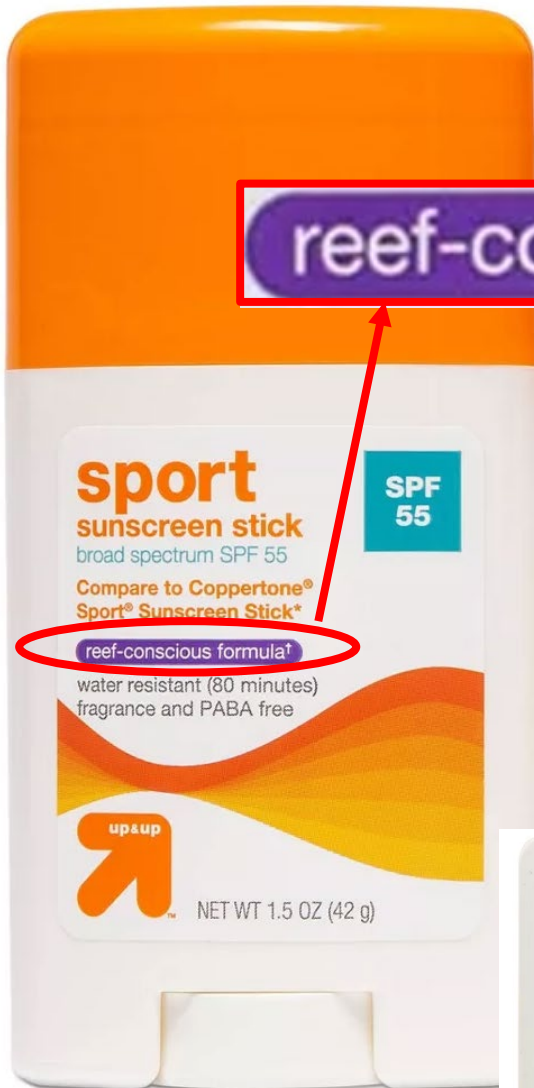 reef-co
sport
sunscreen stick
broad spectrum SPF 55
SPF
55
Compare to Coppertone®
Sport® Sunscreen Stick*
reef-conscious formula†
water resistant (80 minutes)
fragrance and PABA free
up&up
™
NET WT 1.5 OZ (42 g)